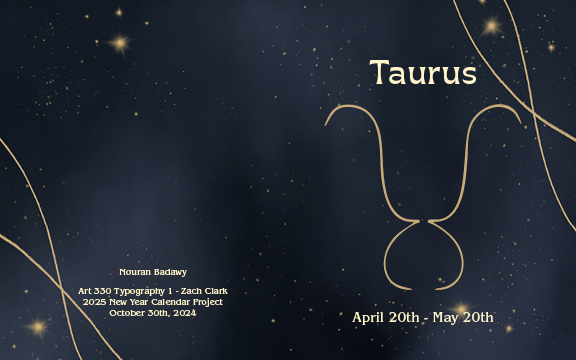 Taurus
April 20th - May 20th
Nouran Badawy
Art 330 Typography 1 - Zach Clark
2025 New Year Calendar Project
October 30th, 2024